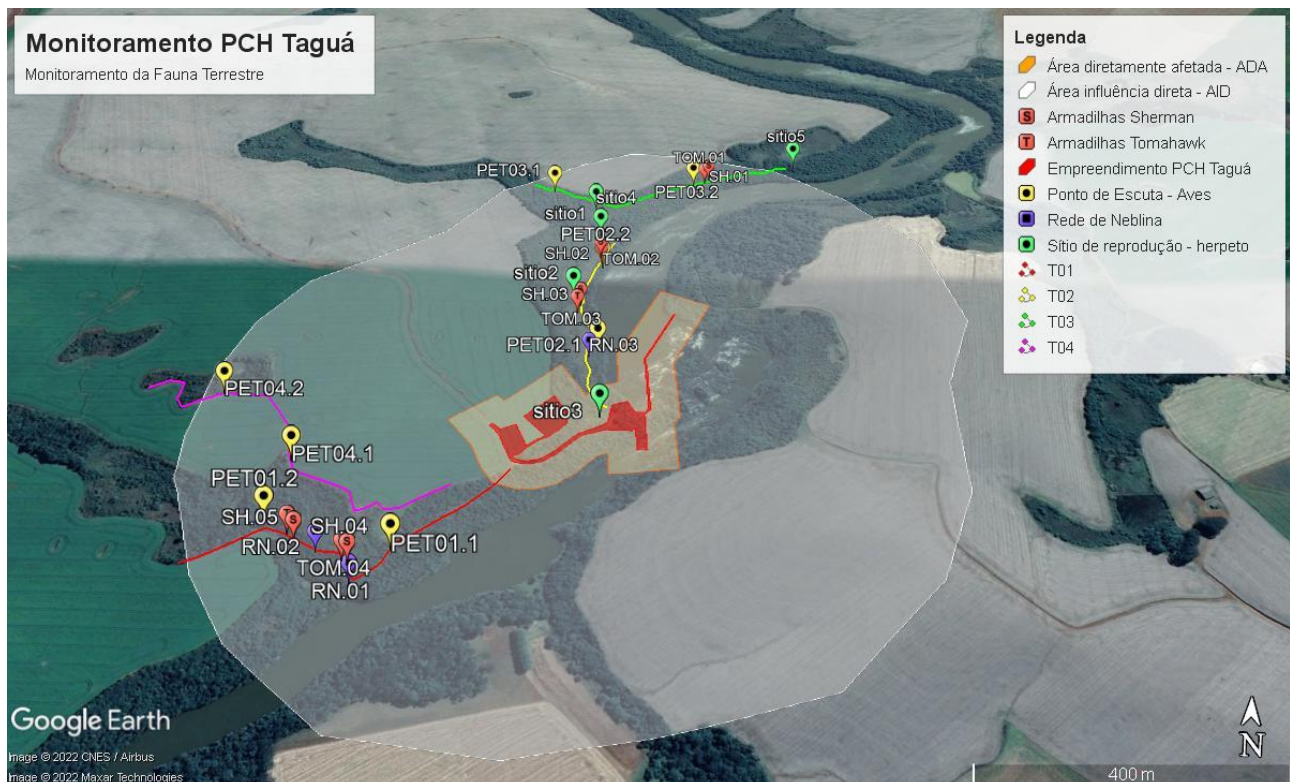 Monitoramento PCH Taguá
Monitoramento da Fauna Terrestre
Legenda
Área diretamente afetada - ADA
Área influência direta - AID
S Armadilhas Sherman
T Armadilhas Tomahawk
Empreendimento PCH Taguá
Ponto de Escuta - Aves
Rede de Neblina
Sítio de reprodução - herpeto
T01
T02
T03
T04
sitio5
TOM.01
PET03.1
SH.01
PET03.2
sitio4
sitio1
PET02.2
SH.02
TOM.02
sitio2
SH.03
T
TOM.03
PET02.1
RN.03
PET04.2
sitio3
PET04.1
PET01.2
SH.05
S
SH.04
S
RN.02
PET01.1
TOM.04
RN.01
Google Earth
Image © 2022 CNES / Airbus
Image © 2022 Maxar Technologies
N
400 m